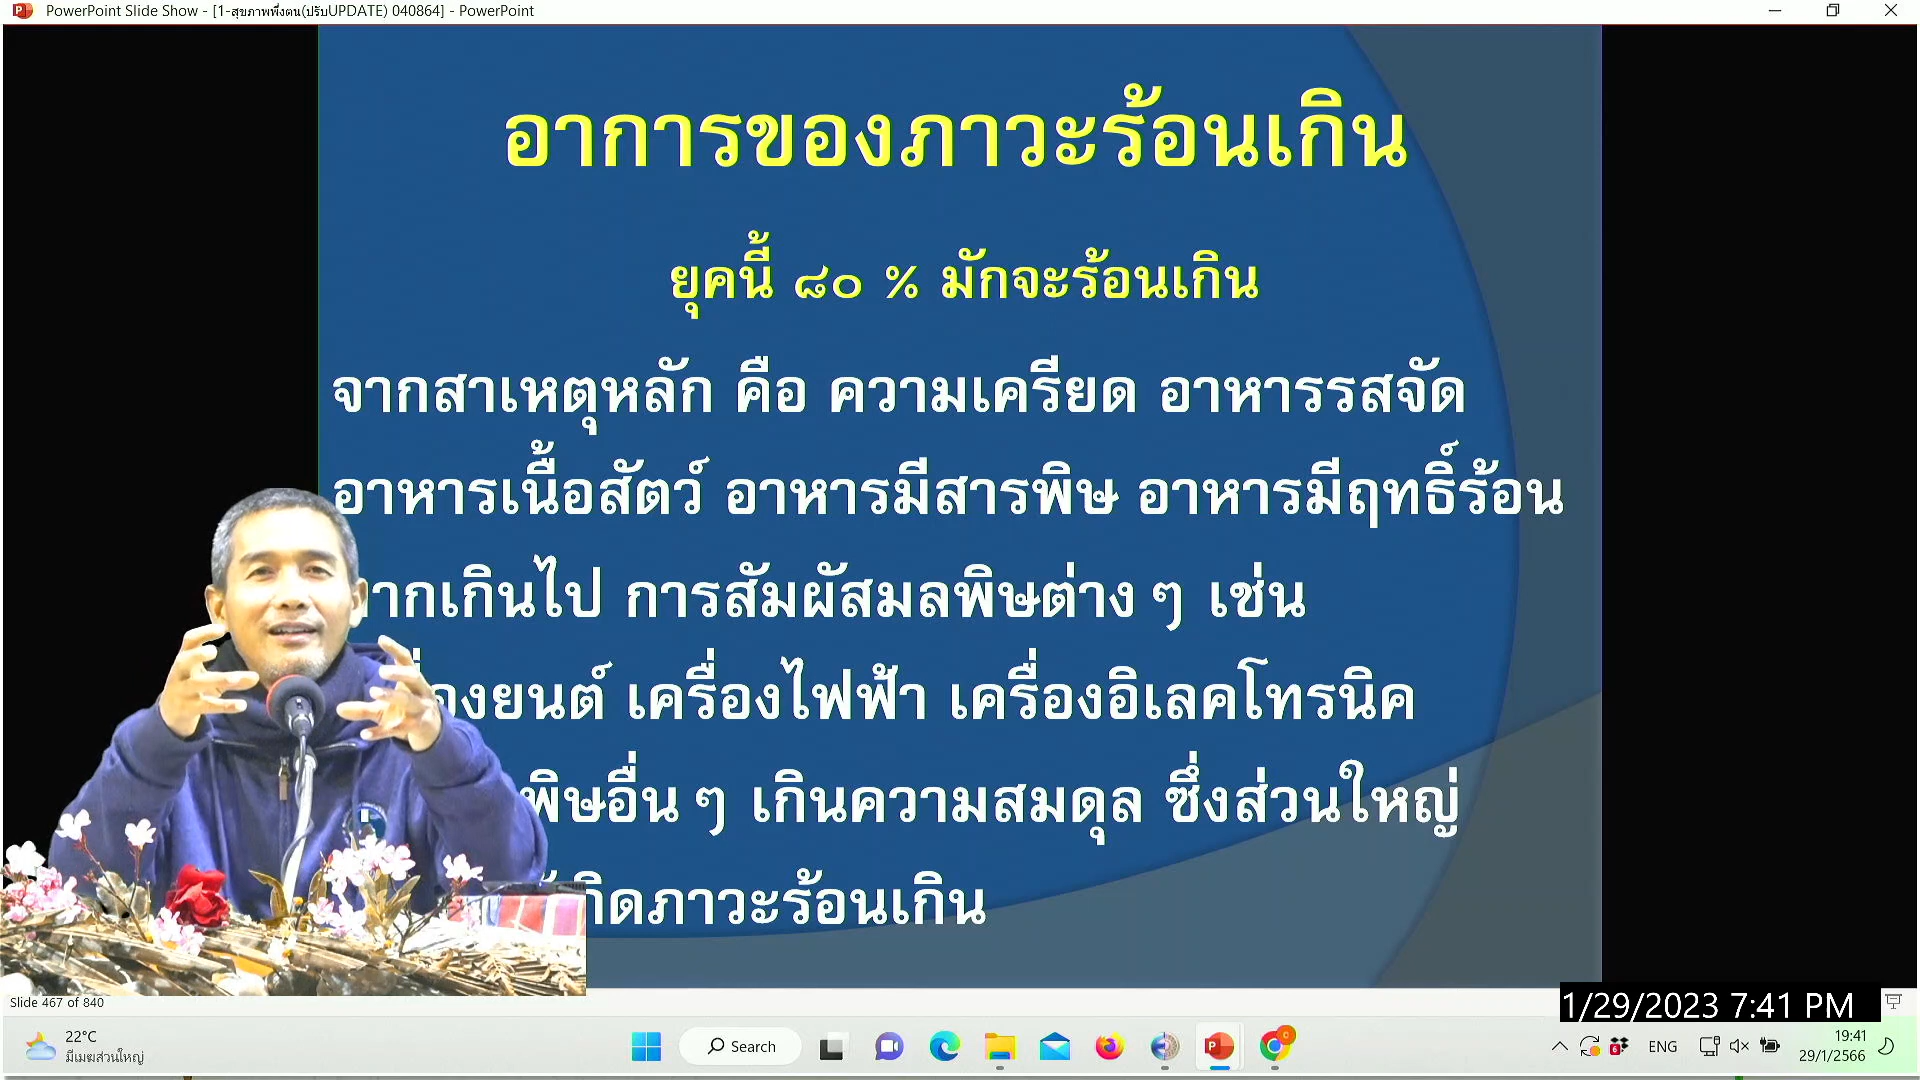 PowerPoint Slide Show - [1-สุขภาพพึ่งตน(ปรับUPDATE) 040864] - PowerPoint
อาการของภาวะร้อนเกิน
ยุคนี้ ๘๐ % มักจะร้อนเกิน
จากสาเหตุหลัก คือ ความเครียด อาหารรสจัด
อาหารเนื้อสัตว์ อาหารมีสารพิษ อาหารมีฤทธิ์ร้อน
ากเกินไป การสัมผัสมลพิษต่าง ๆ เช่น
องยนต์ เครื่องไฟฟ้า เครื่องอิเลคโทรนิค
พิษอื่น ๆ เกินความสมดุล ซึ่งส่วนใหญ่
กิดภาวะร้อนเกิน
Slide 467 of 840
1/29/2023 7:41 PM
22°C
มีเมฆส่วนใหญ่
Search
ENG
19:41
29/1/2566